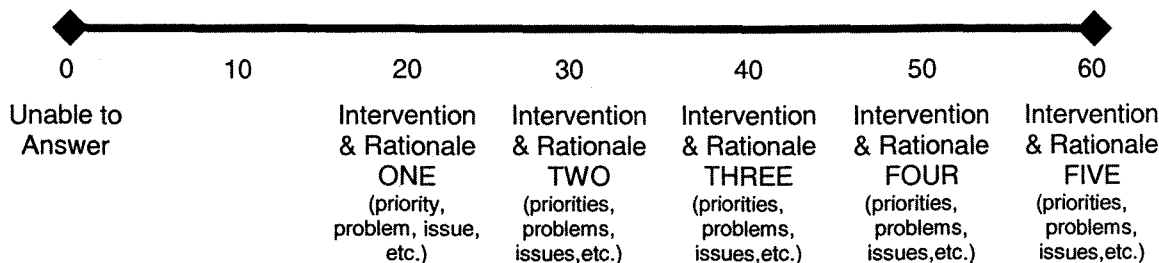 0 10 20 30 40 50 60
Unable to Intervention Intervention Intervention Intervention Intervention
Answer & Rationale & Rationale & Rationale & Rationale & Rationale
ONE TWO THREE FOUR FIVE
(priority, (priorities, (priorities, (priorities, (priorities,
problem, issue, problems, problems, problems, problems,
etc.) issues,etc.) issues,etc.) issues,etc.) issues,etc.)